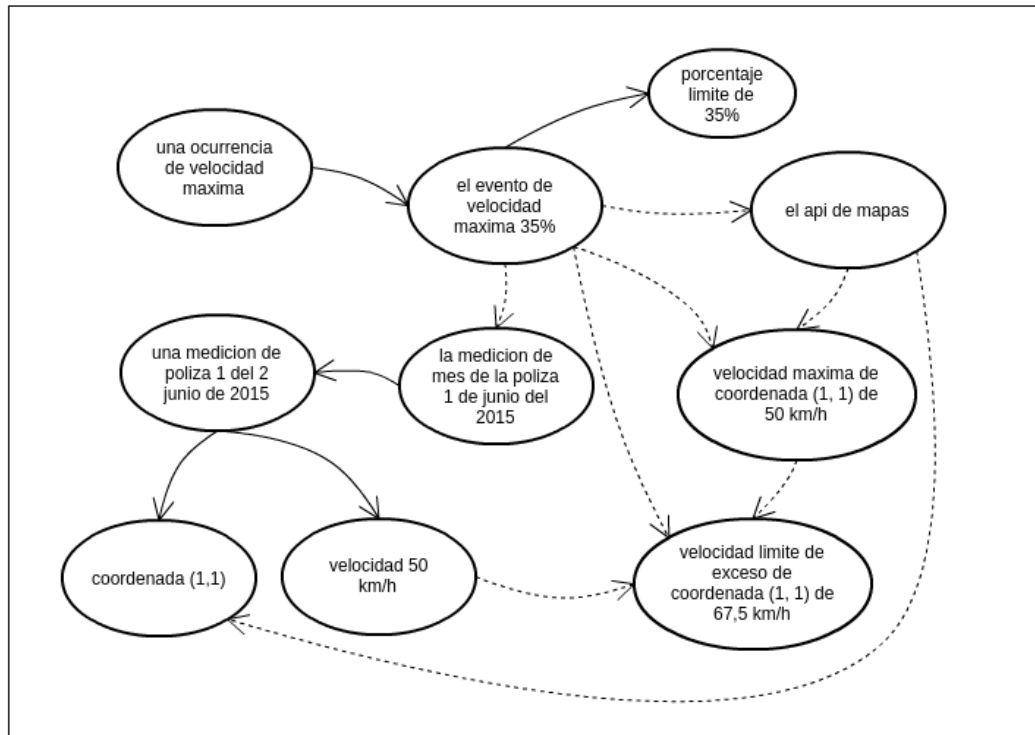 porcentaje
limite de
35%
una ocurrencia
de velocidad
maxima
el evento de
velocidad
maxima 35%
el api de mapas
una medicion de
poliza 1 del 2
junio de 2015
la medicion de
mes de la poliza
1 de junio del
2015
velocidad maxima de
coordenada (1, 1) de
50 km/h
coordenada (1,1)
velocidad 50
km/h
velocidad limite de
exceso de
coordenada (1, 1) de
67,5 km/h